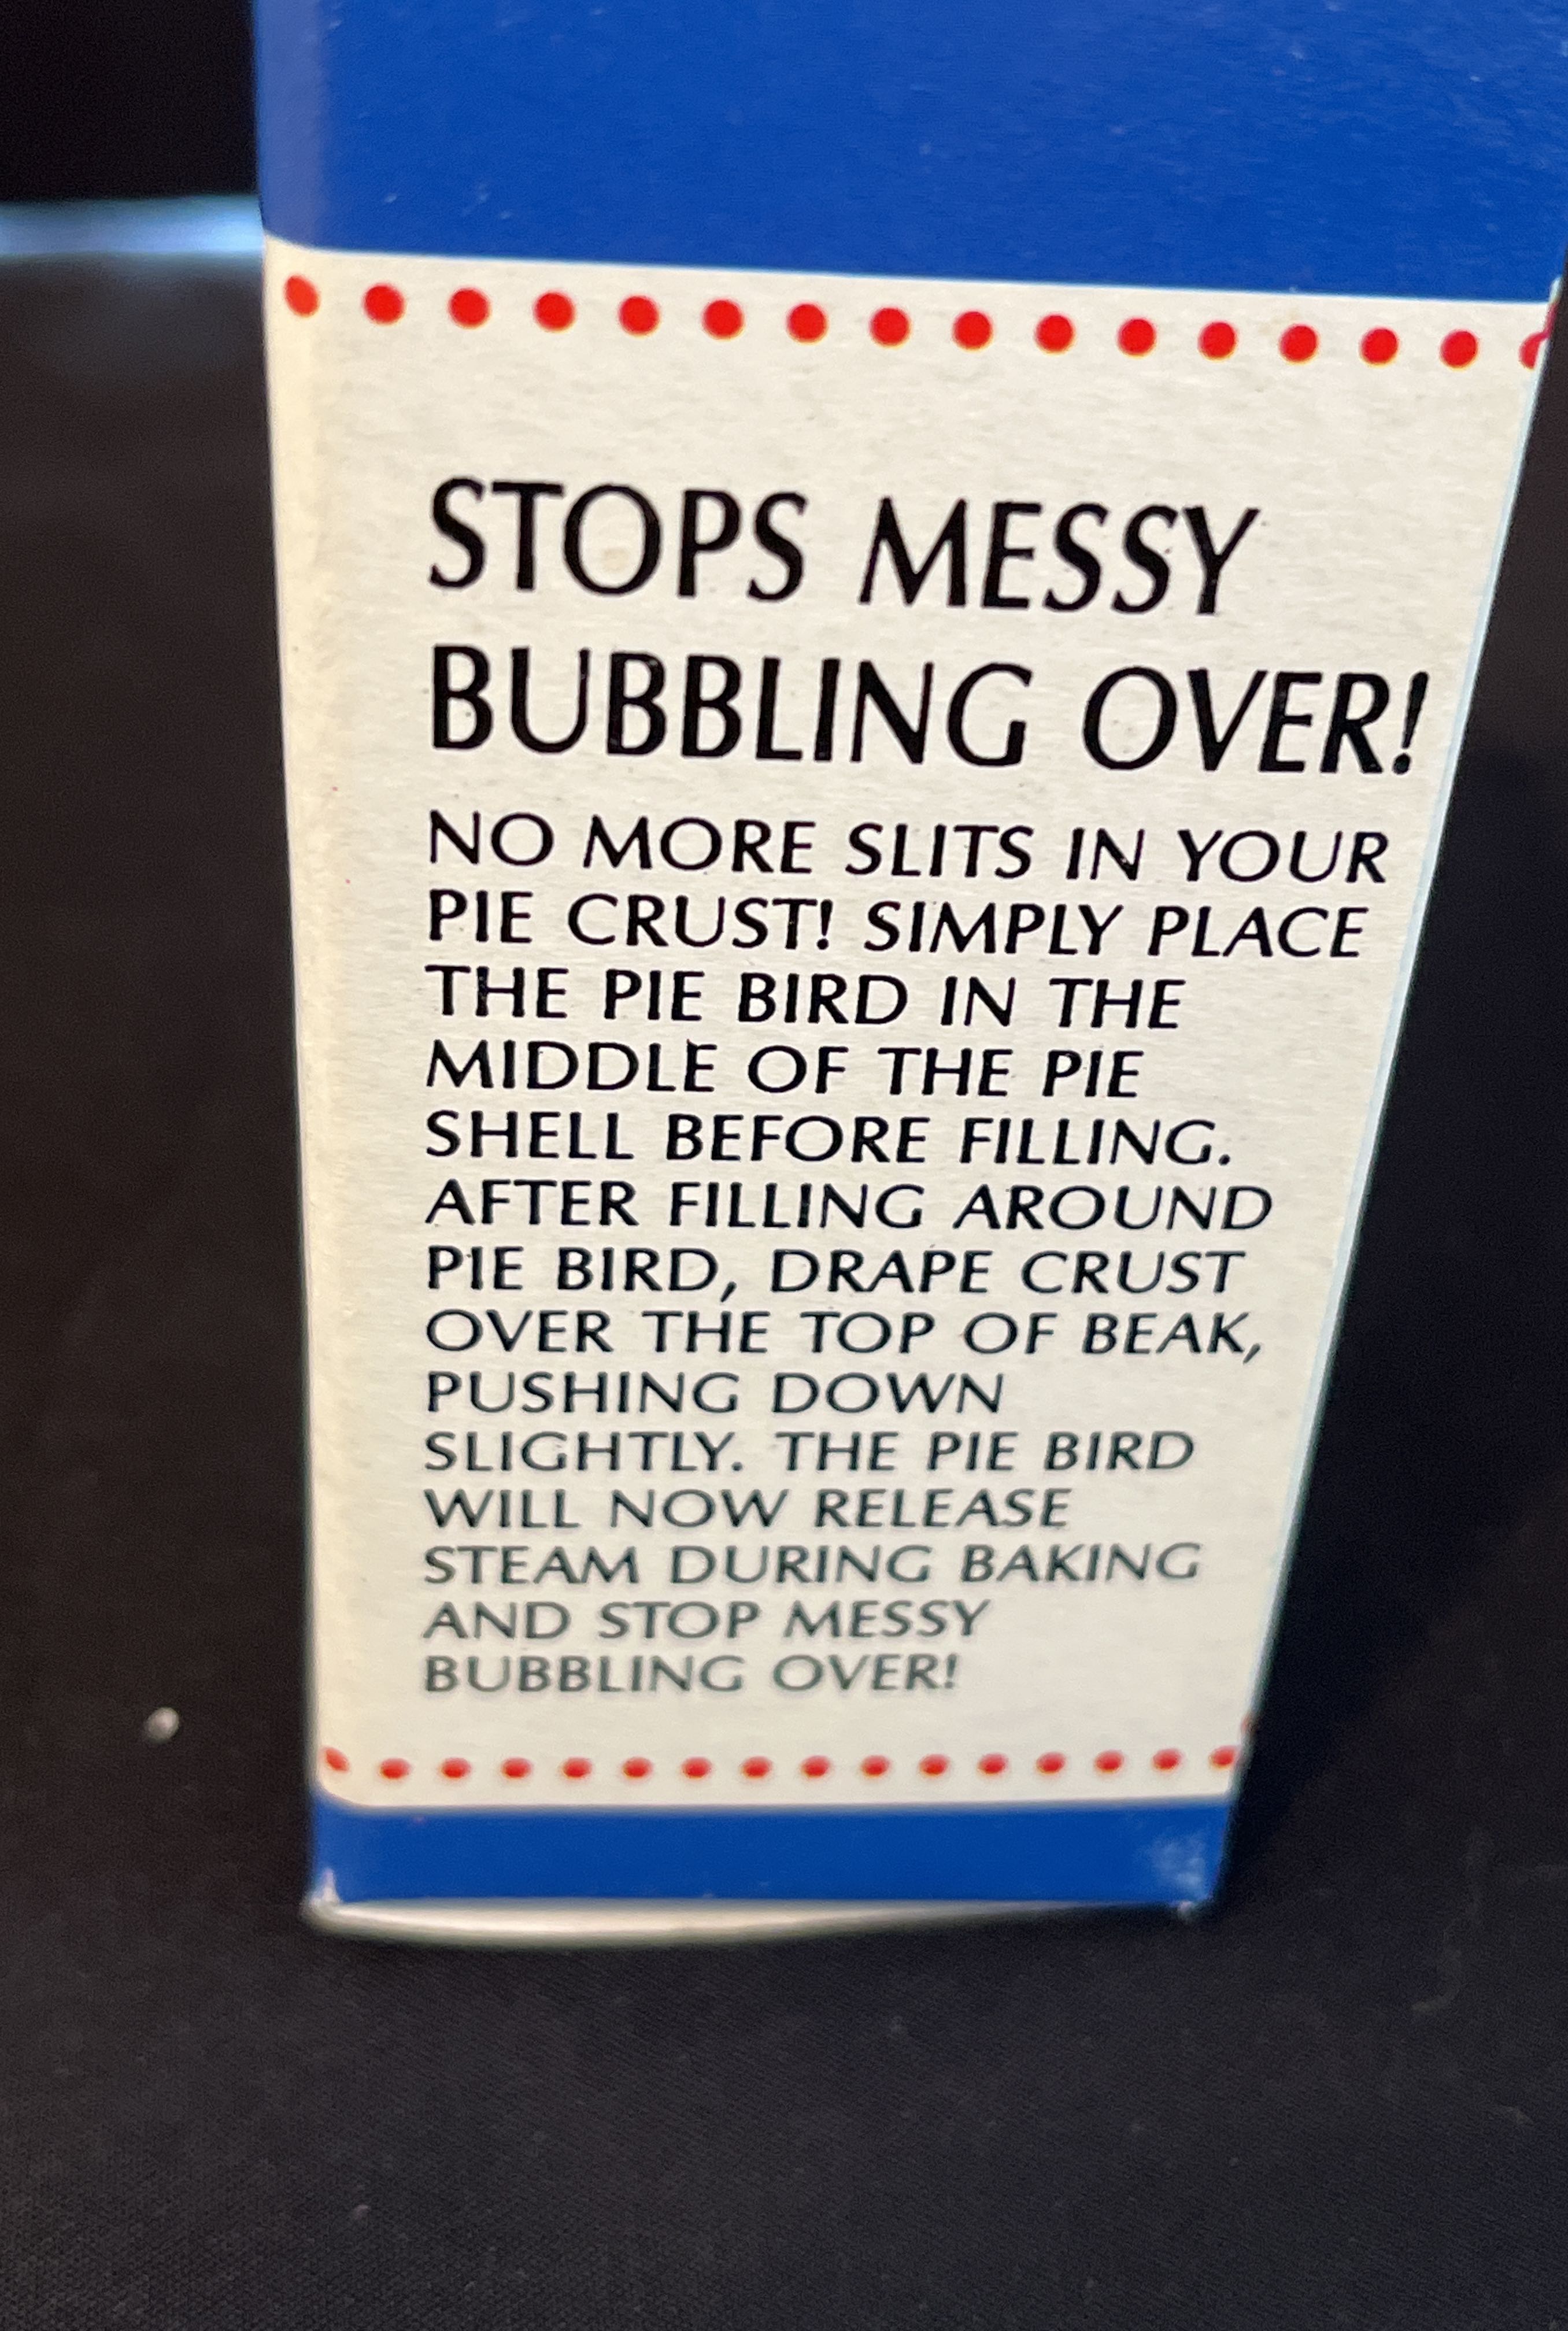 STOPS MESSY
BUBBLING OVER!
NO MORE SLITS IN YOUR
PIE CRUST! SIMPLY PLACE
THE PIE BIRD IN THE
MIDDLE OF THE PIE
SHELL BEFORE FILLING.
AFTER FILLING AROUND
PIE BIRD, DRAPE CRUST
OVER THE TOP OF BEAK,
PUSHING DOWN
SLIGHTLY. THE PIE BIRD
WILL NOW RELEASE
STEAM DURING BAKING
AND STOP MESSY
BUBBLING OVER!